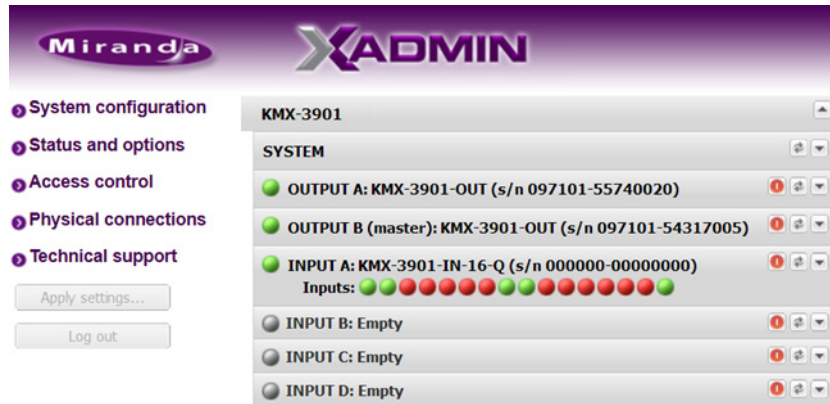 Miranda
XADMIN
System configuration
Status and options
Access control
Physical connections
Technical support
Apply settings...
Log out
KMX-3901
SYSTEM
OUTPUT A: KMX-3901-OUT (s/n 097101-55740020)
OUTPUT B (master): KMX-3901-OUT (s/n 097101-54317005)
INPUT A: KMX-3901-IN-16-Q (s/n 000000-00000000)
Inputs:
INPUT B: Empty
INPUT C: Empty
INPUT D: Empty